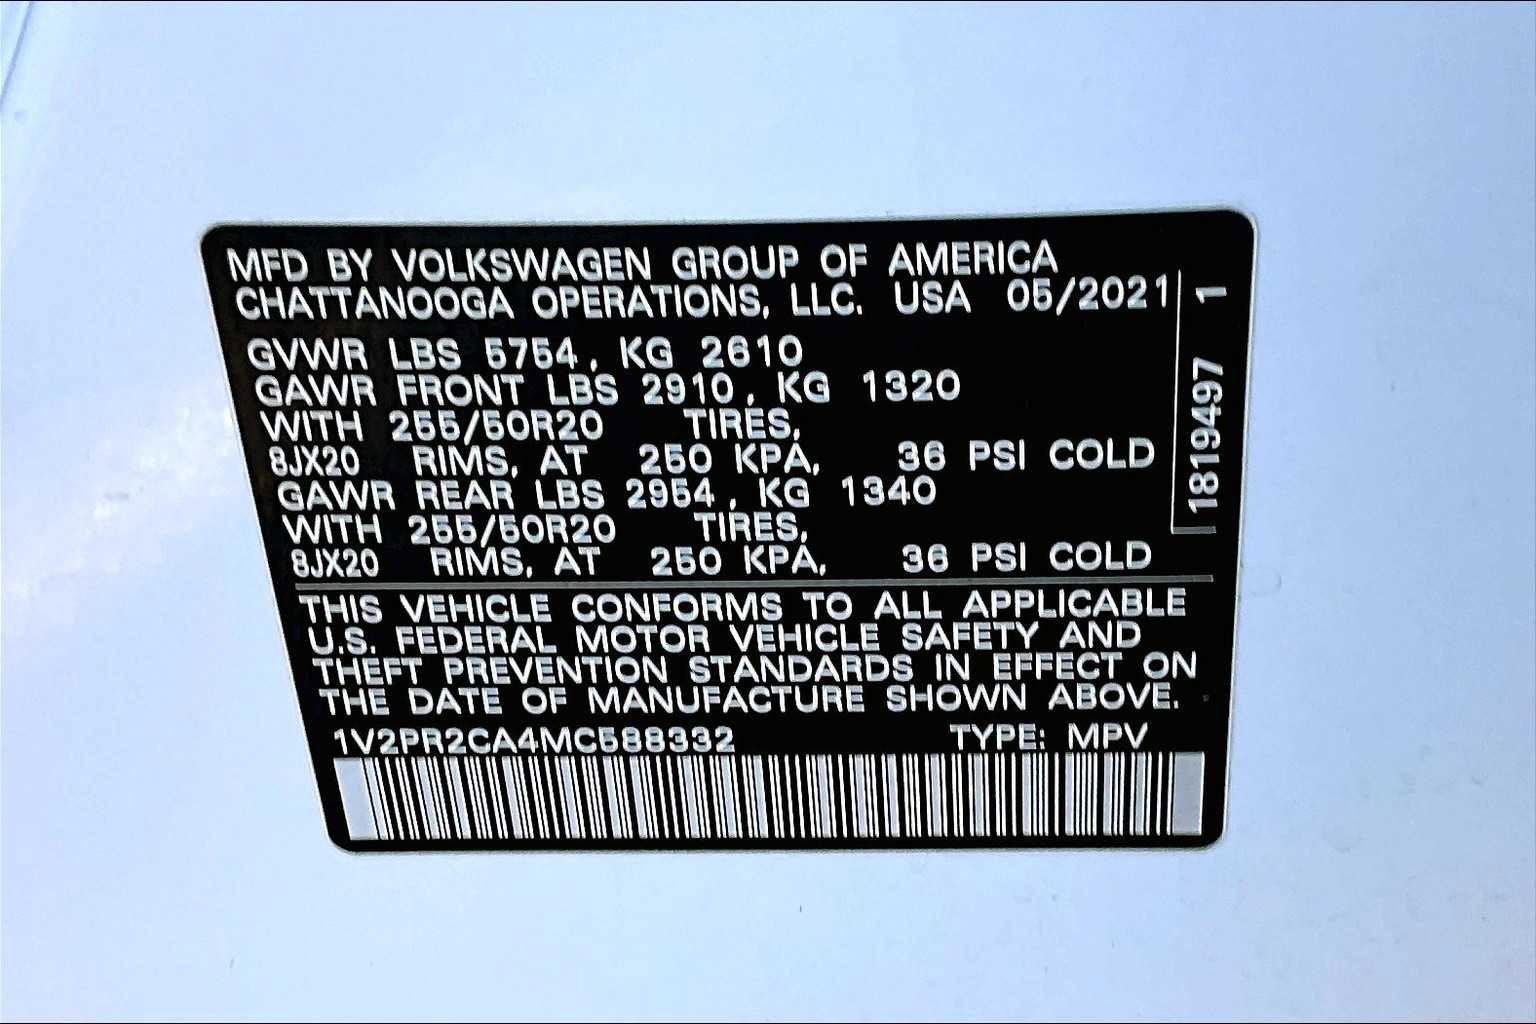 MFD BY VOLKSWAGEN GROUP OF AMERICA
CHATTANOOGA OPERATIONS, LLC. USA 05/2021
GVWR LBS 5754, KG 2610
GAWR FRONT LBS 2910, KG 1320
WITH 255/50R20 TIRES,
8JX20 RIMS, AT 250 KPA, 36 PSI COLD
GAWR REAR LBS 2954, KG 1340
WITH 255/50R20 TIRES,
8JX20 RIMS, AT 250 KPA, 36 PSI COLD
THIS VEHICLE CONFORMS TO ALL APPLICABLE
U.S. FEDERAL MOTOR VEHICLE SAFETY AND
THEFT PREVENTION STANDARDS IN EFFECT ON
THE DATE OF MANUFACTURE SHOWN ABOVE.
1V2PR2CA4MC588332 TYPE: MPV
1819497 1